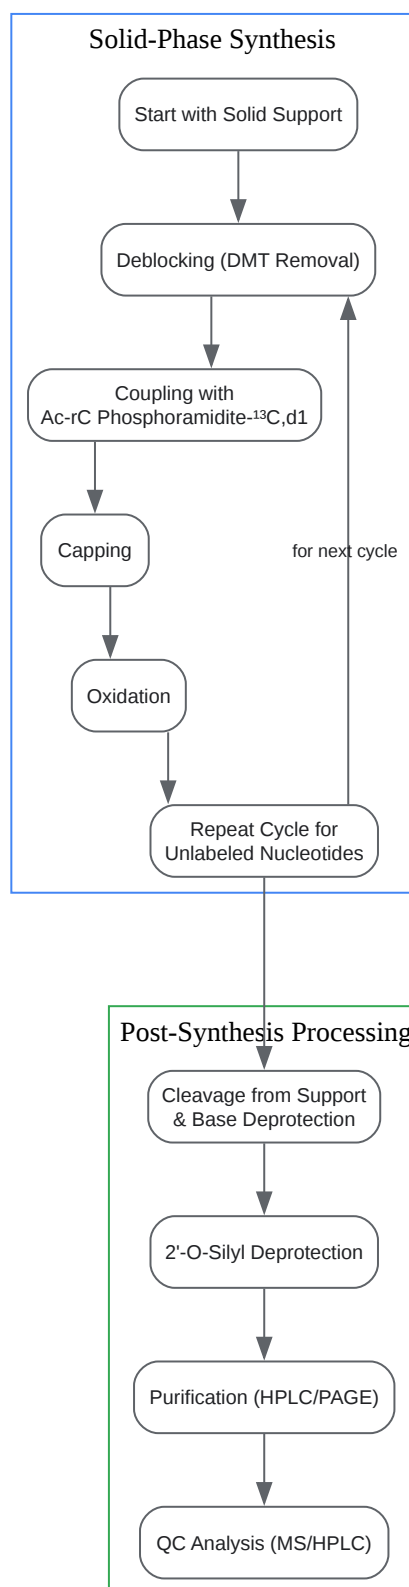 Solid-Phase Synthesis
Start with Solid Support
Deblocking (DMT Removal)
Coupling with
Ac-rC Phosphoramidite-¹³C,d1
Capping
for next cycle
Oxidation
Repeat Cycle for
Unlabeled Nucleotides
Post-Synthesis Processing
Cleavage from Support
& Base Deprotection
2'-O-Silyl Deprotection
Purification (HPLC/PAGE)
QC Analysis (MS/HPLC)